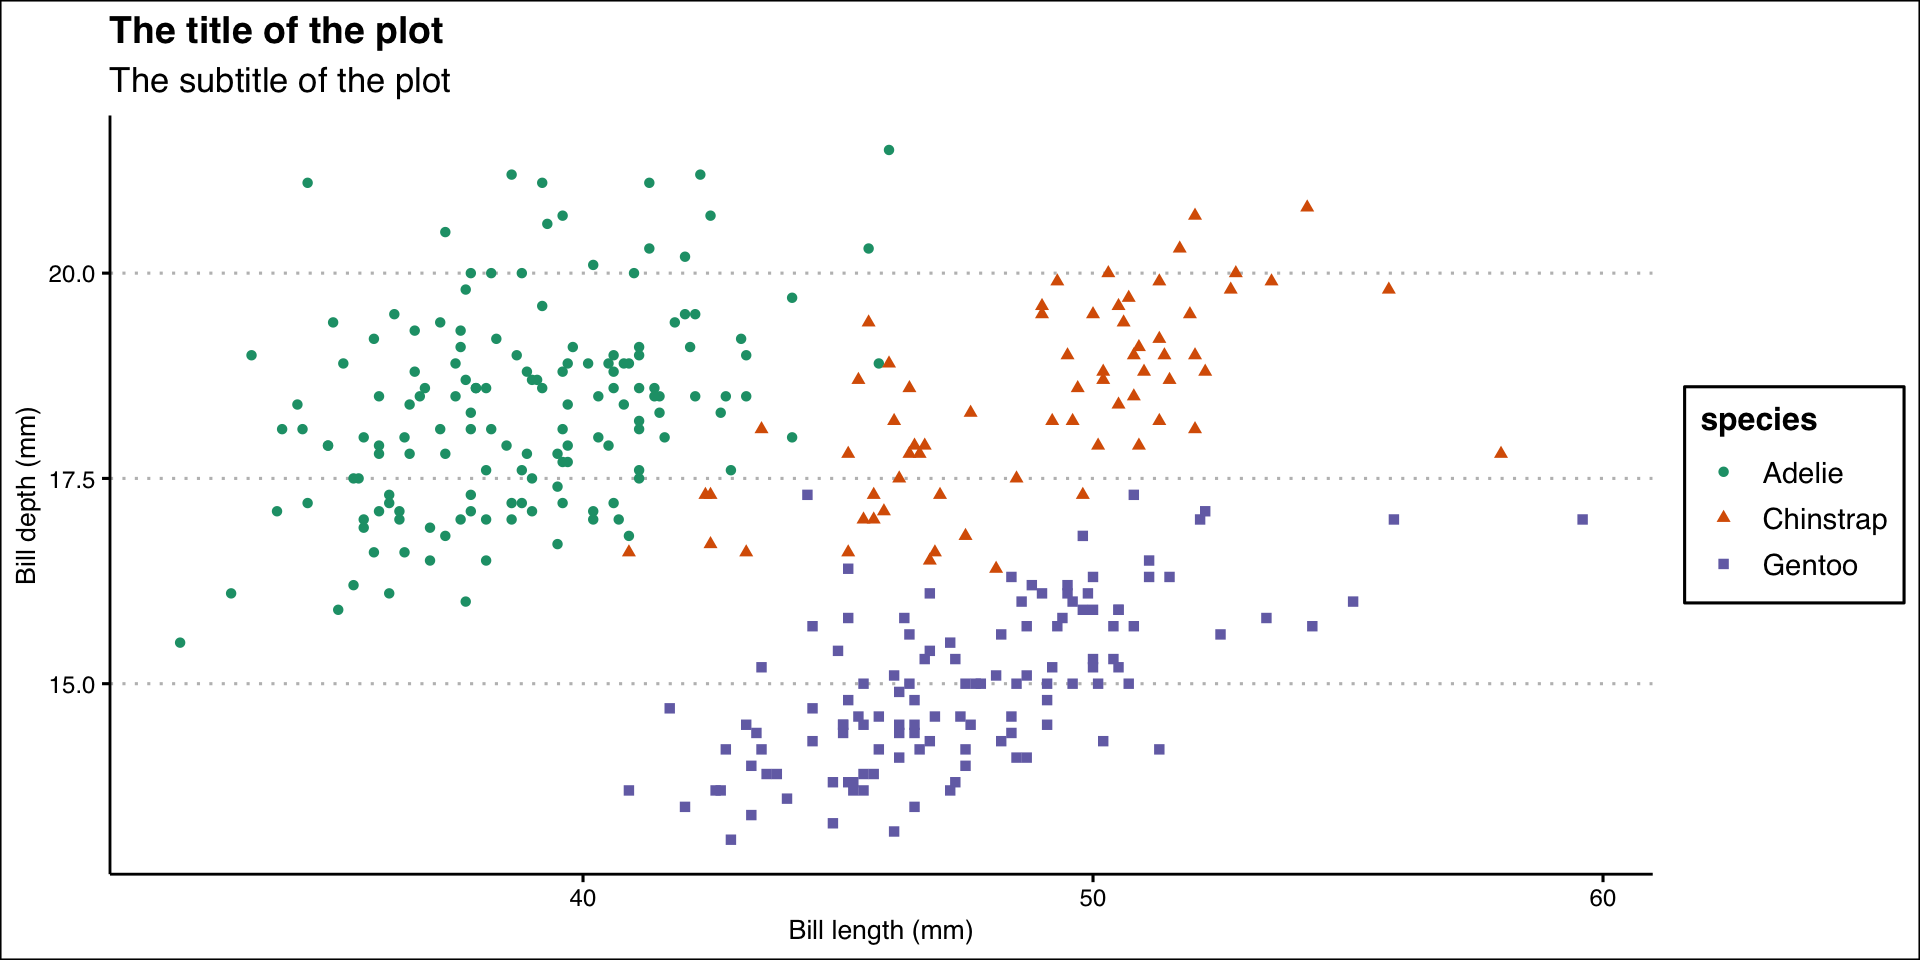 The title of the plot
The subtitle of the plot
Bill depth (mm)
20.0
17.5
15.0
40
50
60
Bill length (mm)
species
Adelie
Chinstrap
Gentoo